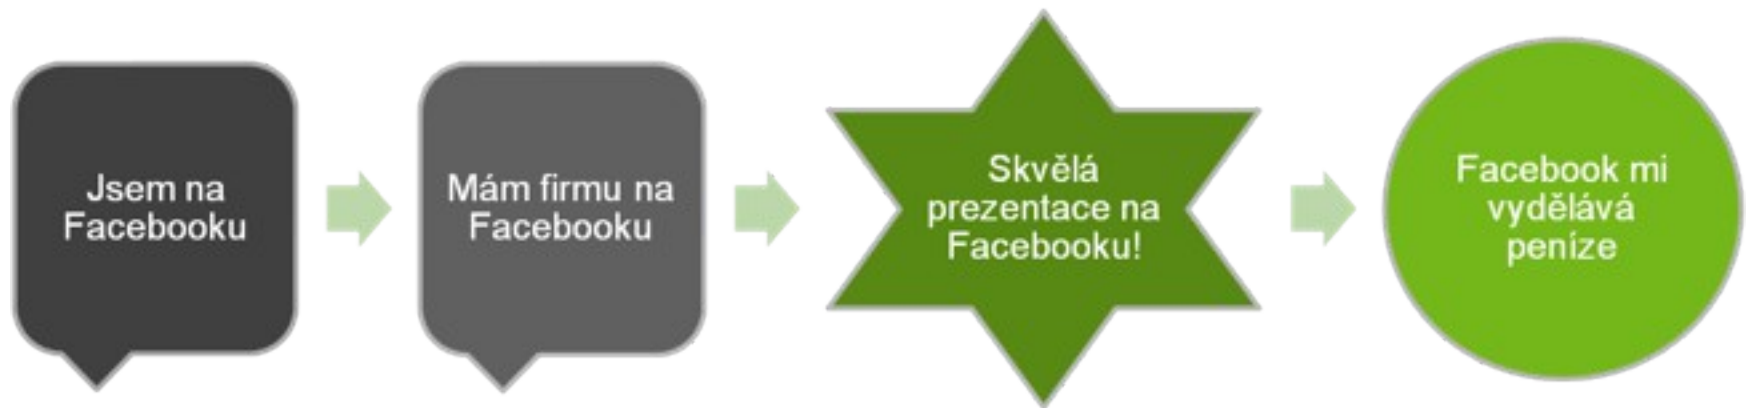 Jsem na
Facebooku
Mám firmu na
Facebooku
Skvělá
prezentace na
Facebooku!
Facebook mi
vydělává
peníze